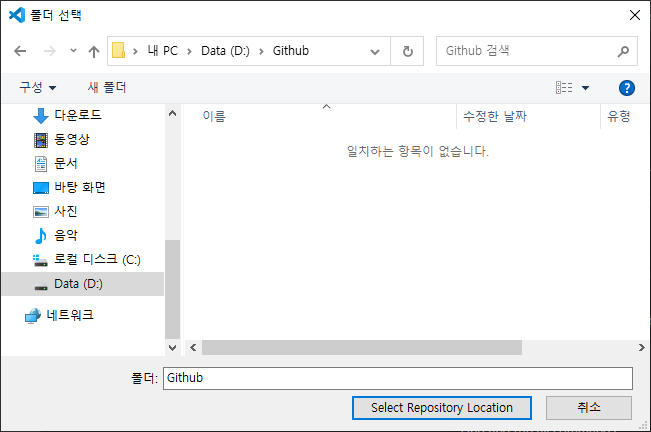 폴더 선택
내 PC > Data (D:) > Github
Github 검색
구성
새 폴더
이름
수정한 날짜
유형
일치하는 항목이 없습니다.
다운로드
동영상
문서
바탕 화면
사진
음악
로컬 디스크 (C:)
Data (D:)
네트워크
폴더:
Github
Select Repository Location
취소